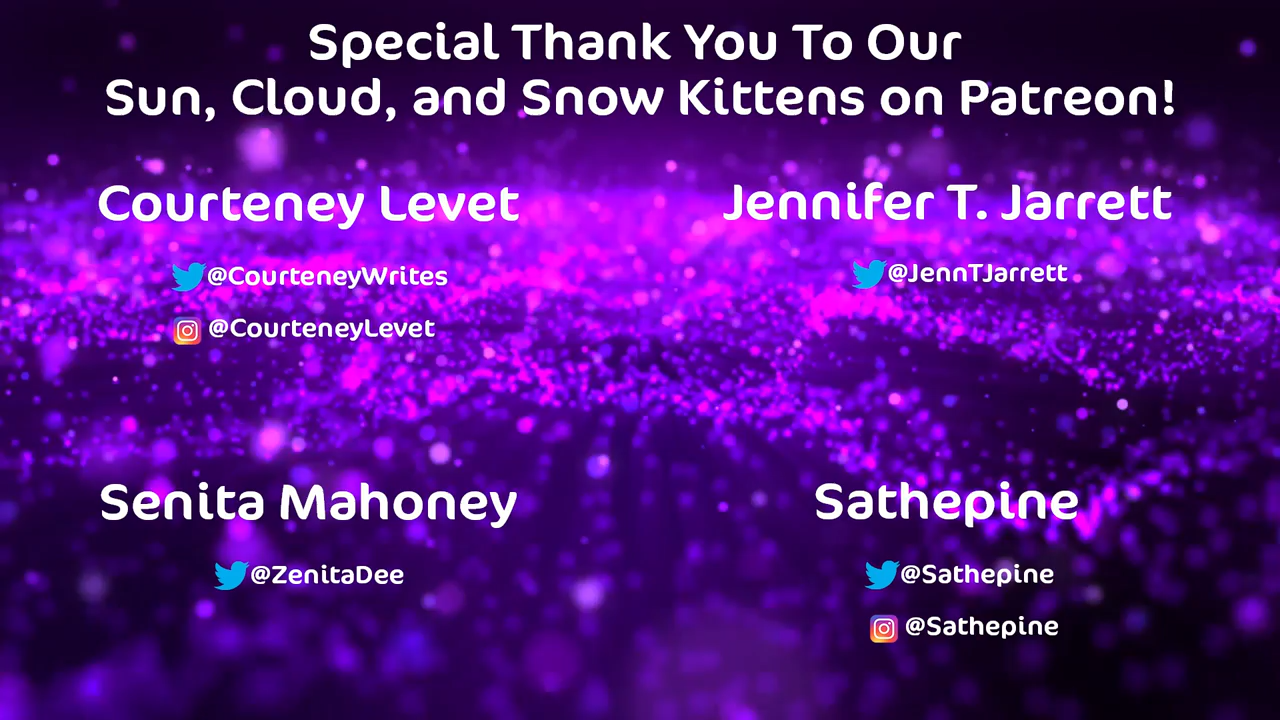 Special Thank You To Our
Sun, Cloud, and Snow Kittens on Patreon!
Courteney Levet
@CourteneyWrites
@CourteneyLevet
Jennifer T. Jarrett
@JennTJarrett
Senita Mahoney
@ZenitaDee
Sathepine
@Sathepine
@Sathepine